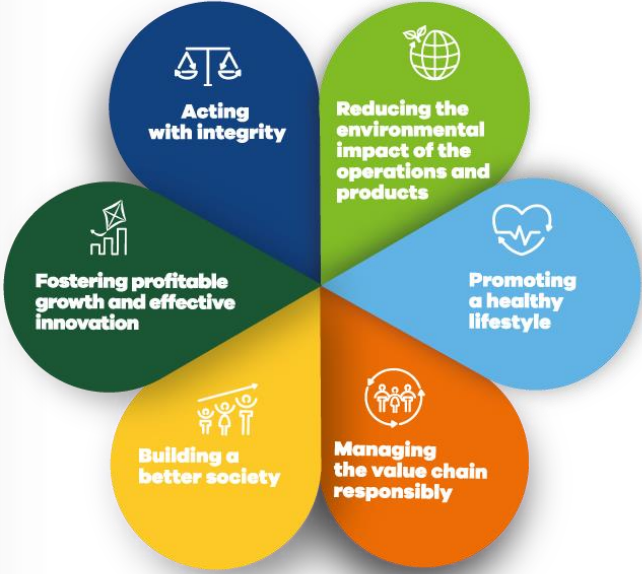 Acting
with integrity
Reducing the
environmental
impact of the
operations and
products
Promoting
a healthy
lifestyle
Managing
the value chain
responsibly
Building a
better society
Fostering profitable
growth and effective
innovation